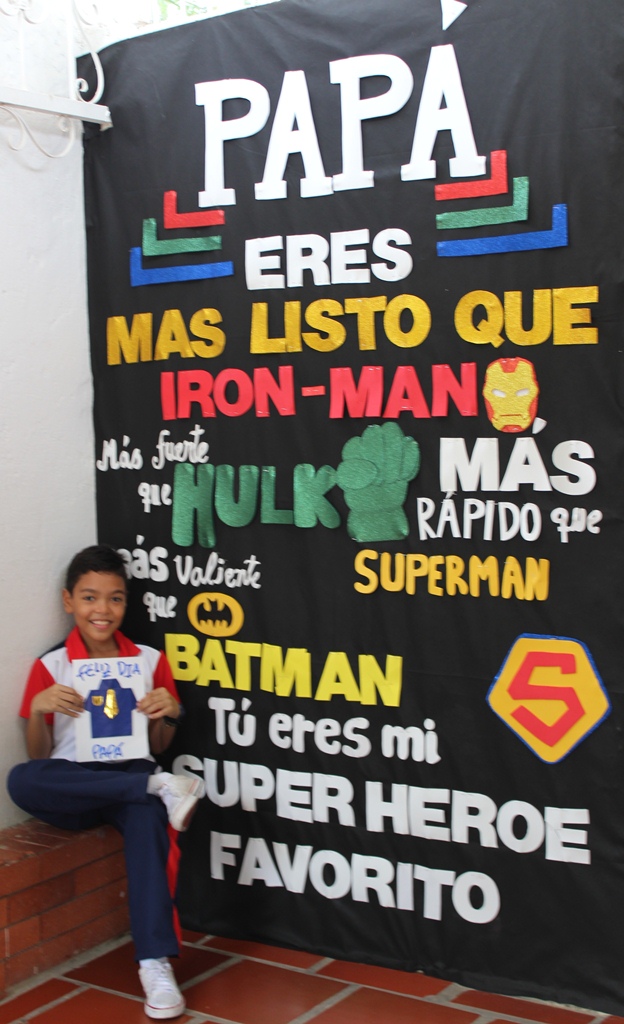 PAPÁ
ERES
MAS LISTO QUE
IRON-MAN
Más fuerte
que
HULK
MÁS
RÁPIDO que
SUPERMAN
más Valiente
que
BATMAN
Tú eres mi
SUPER HEROE
FAVORITO
S
FELIZ DIA
PAPÁ